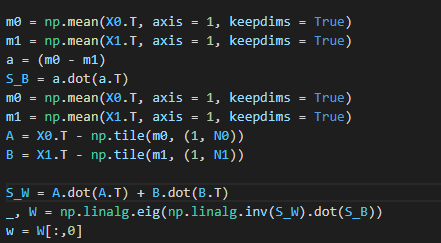 m0 = np.mean(X0.T, axis = 1, keepdims = True)
m1 = np.mean(X1.T, axis = 1, keepdims = True)
a = (m0 - m1)
S_B = a.dot(a.T)
m0 = np.mean(X0.T, axis = 1, keepdims = True)
m1 = np.mean(X1.T, axis = 1, keepdims = True)
A = X0.T - np.tile(m0, (1, N0))
B = X1.T - np.tile(m1, (1, N1))
S_W = A.dot(A.T) + B.dot(B.T)
_, W = np.linalg.eig(np.linalg.inv(S_W).dot(S_B))
w = W[:,0]